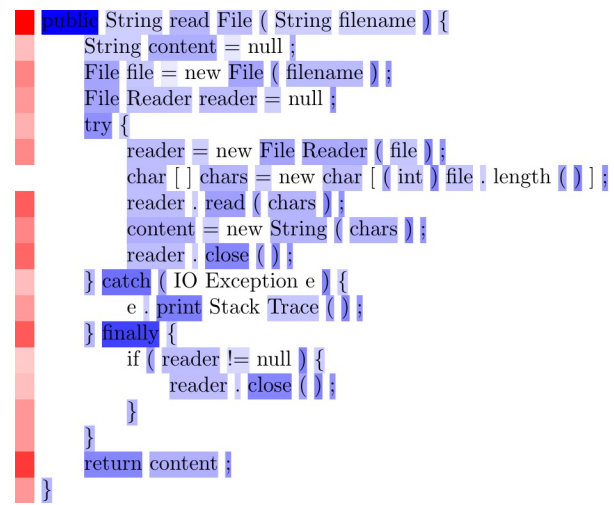 public String read File ( String filename ) {
String content = null ;
File file = new File ( filename ) ;
File Reader reader = null ;
try {
reader = new File Reader ( file ) ;
char [ ] chars = new char [ ( int ) file . length ( ) ] ;
reader . read ( chars ) ;
content = new String ( chars ) ;
reader . close ( ) ;
} catch ( IO Exception e ) {
e . print Stack Trace ( ) ;
} finally {
if ( reader != null ) {
reader . close ( ) ;
}
}
return content ;
}